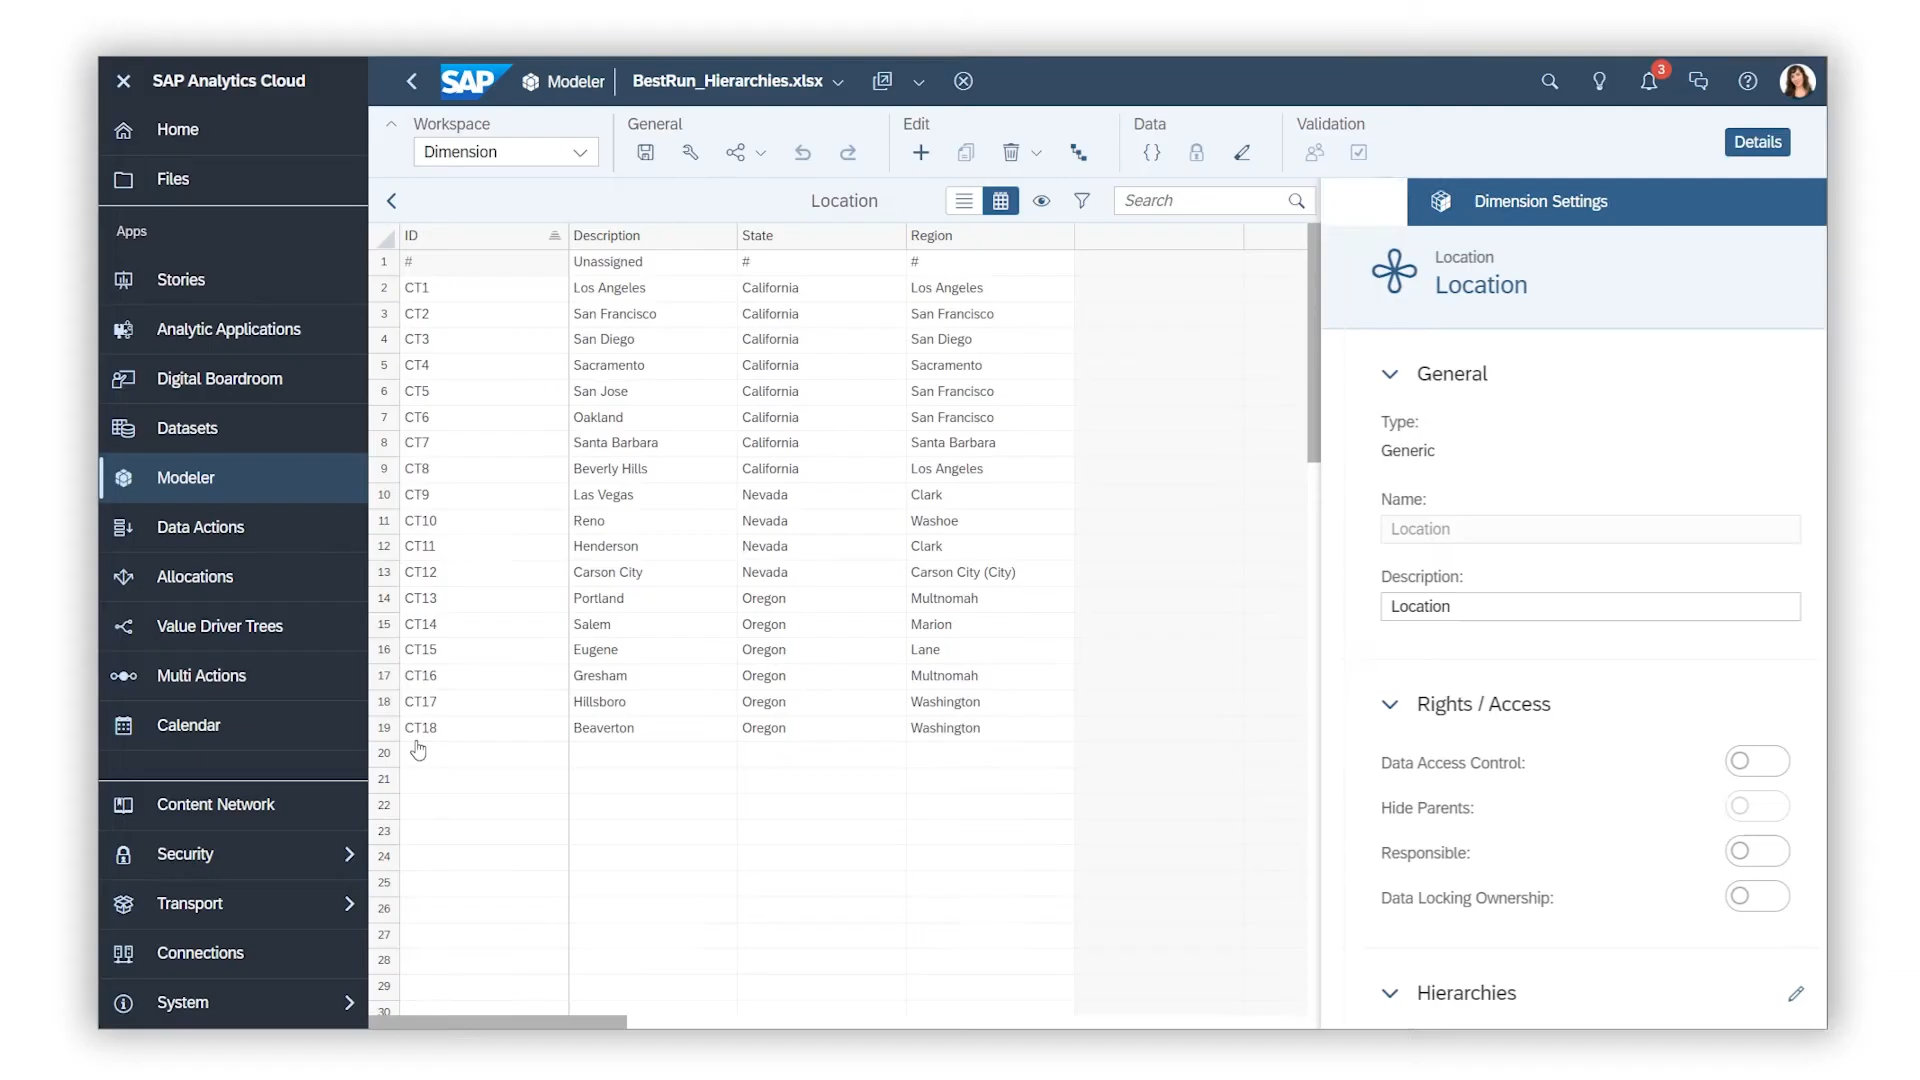 SAP Analytics Cloud
Home
Files
Apps
Stories
Analytic Applications
Digital Boardroom
Datasets
Modeler
Data Actions
Allocations
Value Driver Trees
Multi Actions
Calendar
Content Network
Security
Transport
Connections
System
SAP Modeler BestRun_Hierarchies.xlsx 3
Workspace General Edit Data Validation
Dimension Details
Location Search
ID Description State Region
1 # Unassigned # #
2 CT1 Los Angeles California Los Angeles
3 CT2 San Francisco California San Francisco
4 CT3 San Diego California San Diego
5 CT4 Sacramento California Sacramento
6 CT5 San Jose California San Francisco
7 CT6 Oakland California San Francisco
8 CT7 Santa Barbara California Santa Barbara
9 CT8 Beverly Hills California Los Angeles
10 CT9 Las Vegas Nevada Clark
11 CT10 Reno Nevada Washoe
12 CT11 Henderson Nevada Clark
13 CT12 Carson City Nevada Carson City (City)
14 CT13 Portland Oregon Multnomah
15 CT14 Salem Oregon Marion
16 CT15 Eugene Oregon Lane
17 CT16 Gresham Oregon Multnomah
18 CT17 Hillsboro Oregon Washington
19 CT18 Beaverton Oregon Washington
20
21
22
23
24
25
26
27
28
29
30
Dimension Settings
Location
Location
General
Type:
Generic
Name:
Location
Description:
Location
Rights / Access
Data Access Control:
Hide Parents:
Responsible:
Data Locking Ownership:
Hierarchies